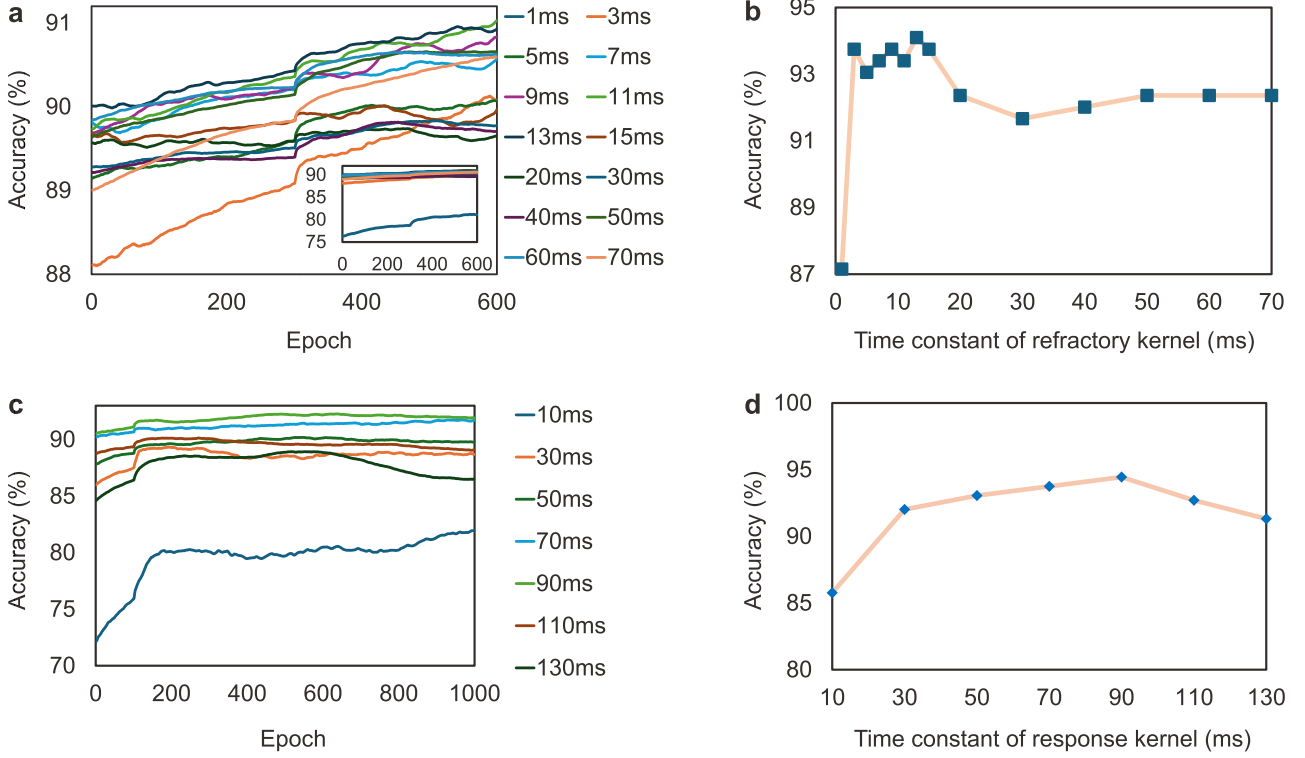 a
91
90
89
88
Accuracy (%)
0 200 400 600
Epoch
90
85
80
75
0 200 400 600
1ms 3ms
5ms 7ms
9ms 11ms
13ms 15ms
20ms 30ms
40ms 50ms
60ms 70ms
b
95
93
91
89
87
Accuracy (%)
0 10 20 30 40 50 60 70
Time constant of refractory kernel (ms)
c
90
85
80
75
70
Accuracy (%)
0 200 400 600 800 1000
Epoch
10ms
30ms
50ms
70ms
90ms
110ms
130ms
d
100
95
90
85
80
Accuracy (%)
10 30 50 70 90 110 130
Time constant of response kernel (ms)